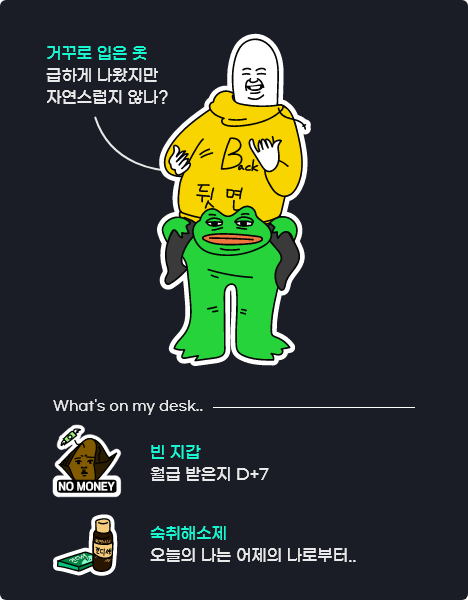 거꾸로 입은 옷
급하게 나왔지만
자연스럽지 않나?
Back
뒷면
What's on my desk..
빈 지갑
월급 받은지 D+7
NO MONEY
숙취해소제
오늘의 나는 어제의 나로부터..